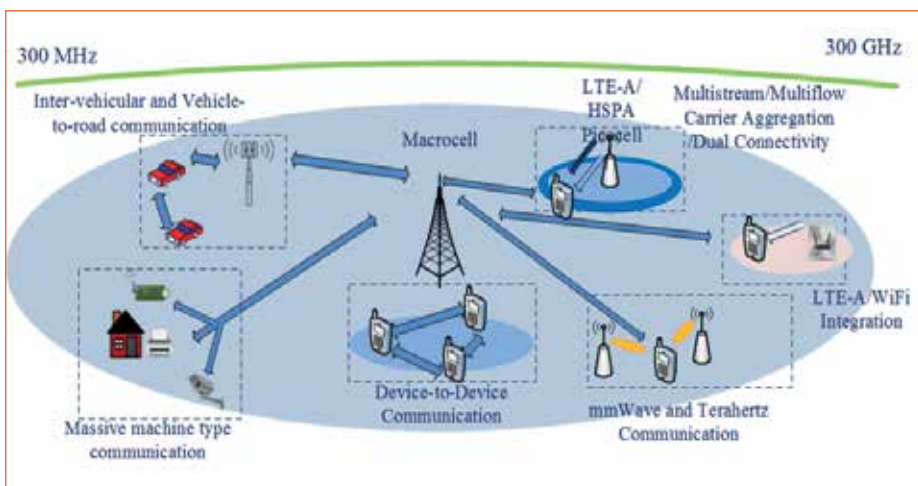 300 MHz
300 GHz
Inter-vehicular and Vehicle-
to-road communication
Macrocell
LTE-A/
HSPA
Picocell
Multistream/Multiflow
Carrier Aggregation
/Dual Connectivity
LTE-A/WiFi
Integration
Device-to-Device
Communication
mmWave and Terahertz
Communication
Massive machine type
communication